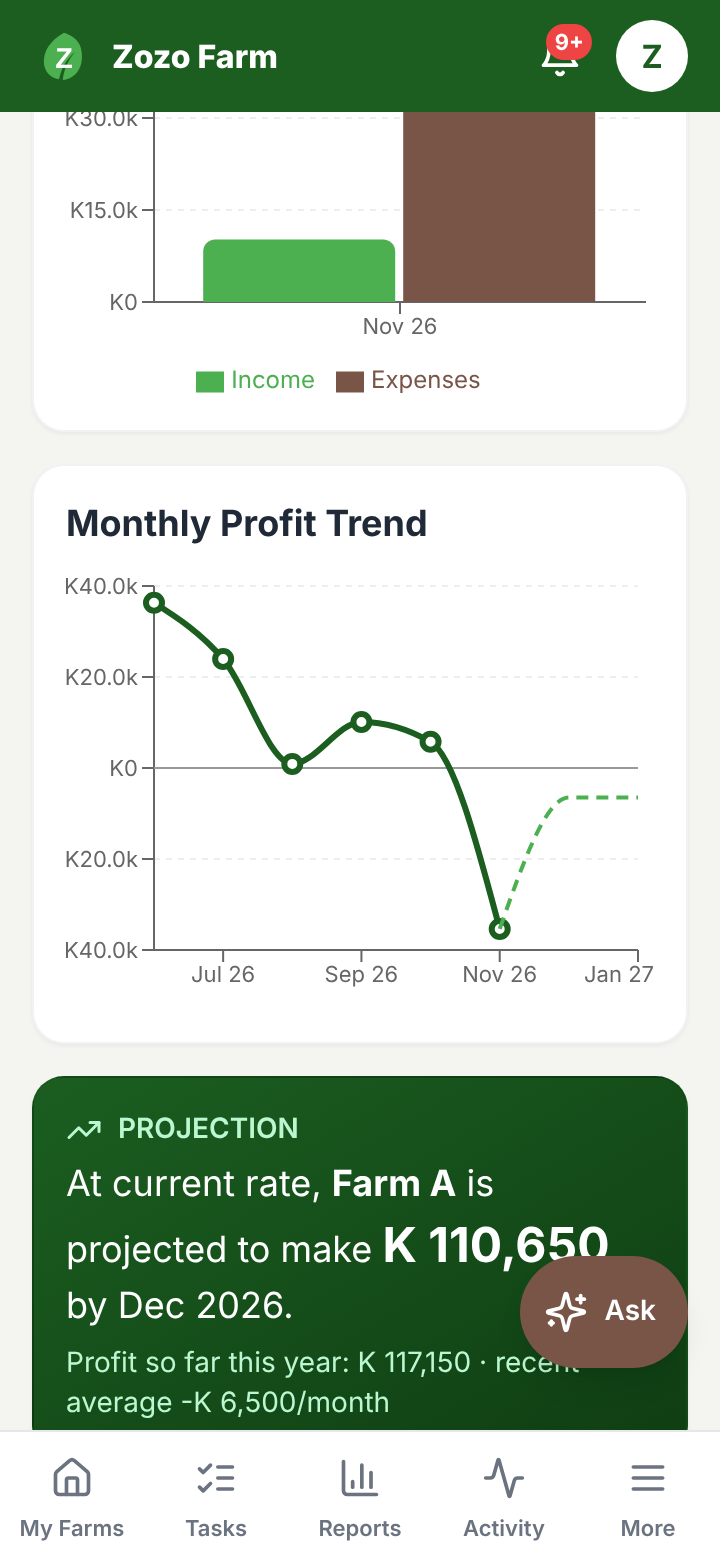 Z
Zozo Farm
9+
Z
K30.0k
K15.0k
K0
Nov 26
Income
Expenses
Monthly Profit Trend
K40.0k
K20.0k
K0
K20.0k
K40.0k
Jul 26
Sep 26
Nov 26
Jan 27
PROJECTION
At current rate, Farm A is
projected to make K 110,650
by Dec 2026.
Ask
Profit so far this year: K 117,150 · recent
average -K 6,500/month
My Farms
Tasks
Reports
Activity
More